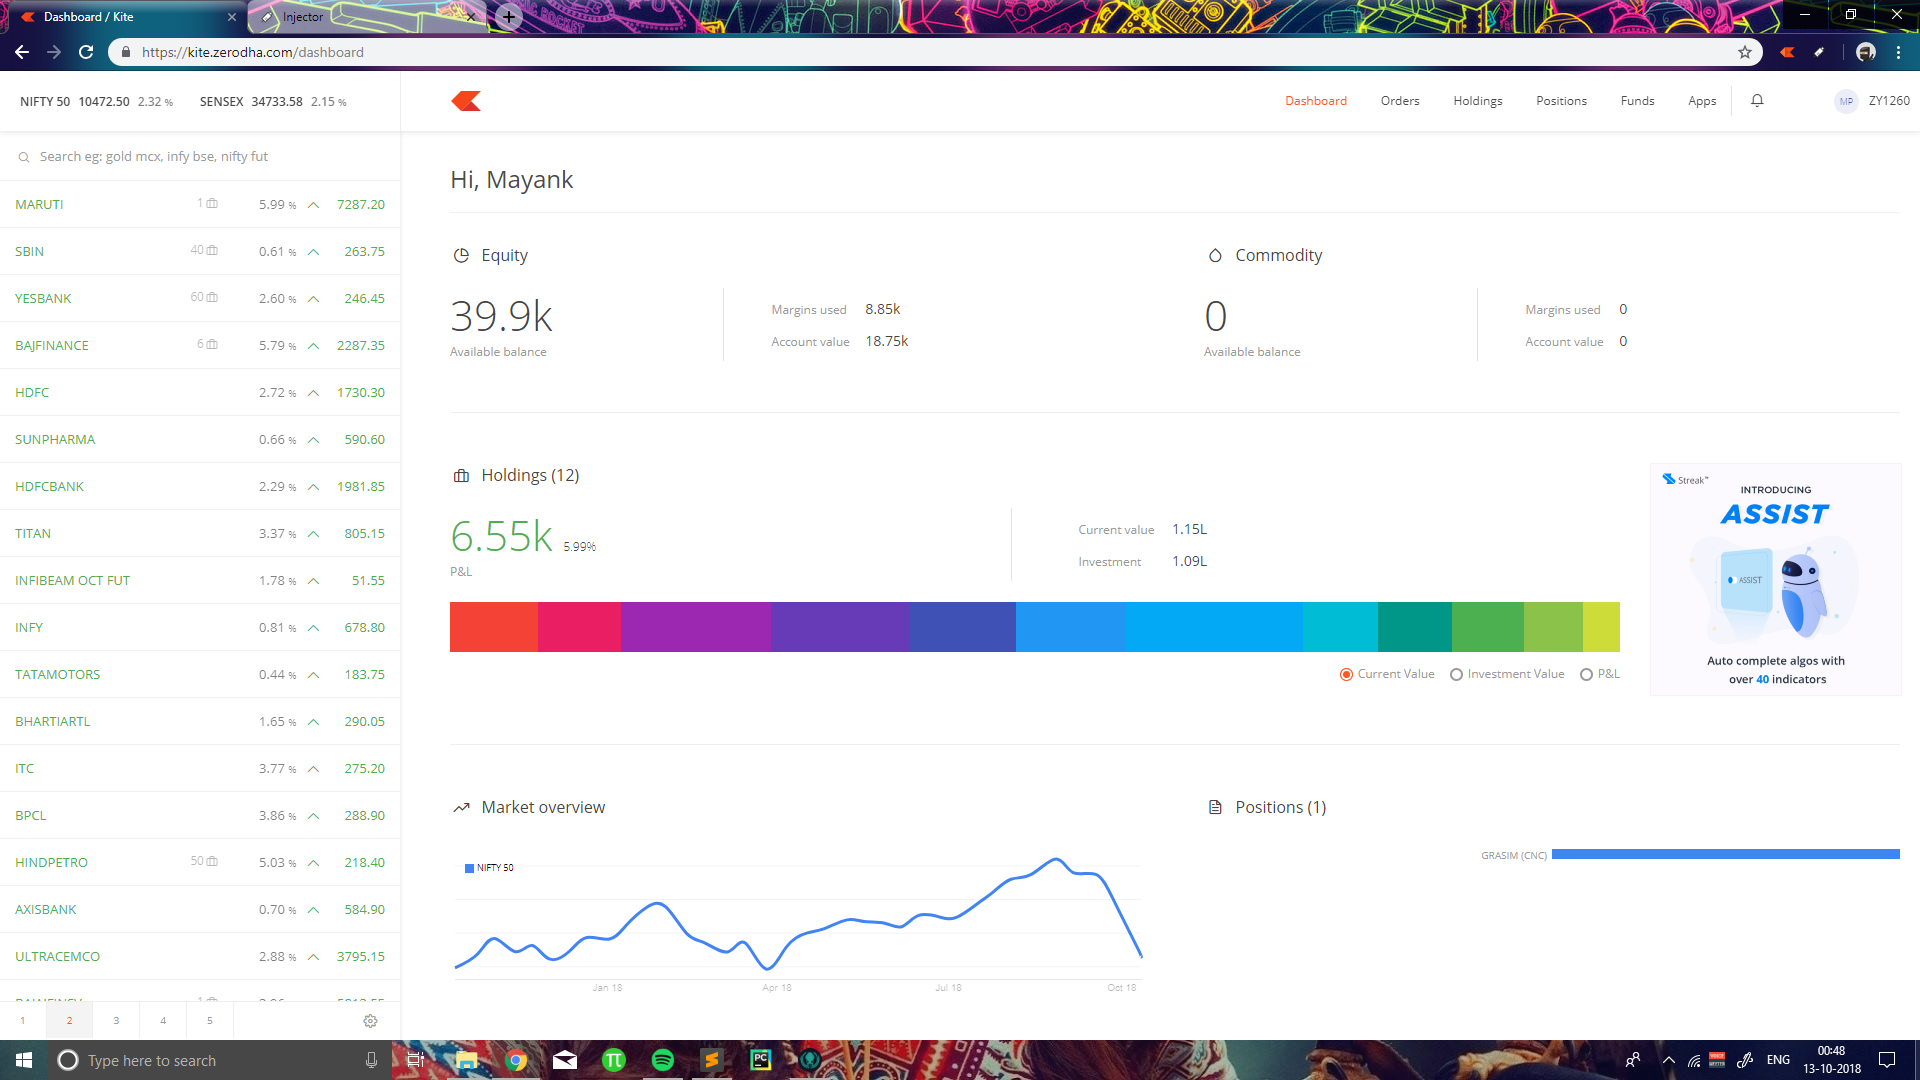 Dashboard / Kite
Injector
https://kite.zerodha.com/dashboard
NIFTY 50 10472.50 2.32 % SENSEX 34733.58 2.15 %
Dashboard Orders Holdings Positions Funds Apps MP ZY1260
Search eg: gold mcx, infy bse, nifty fut
MARUTI 1 5.99 % 7287.20
SBIN 40 0.61 % 263.75
YESBANK 60 2.60 % 246.45
BAJFINANCE 6 5.79 % 2287.35
HDFC 2.72 % 1730.30
SUNPHARMA 0.66 % 590.60
HDFCBANK 2.29 % 1981.85
TITAN 3.37 % 805.15
INFIBEAM OCT FUT 1.78 % 51.55
INFY 0.81 % 678.80
TATAMOTORS 0.44 % 183.75
BHARTIARTL 1.65 % 290.05
ITC 3.77 % 275.20
BPCL 3.86 % 288.90
HINDPETRO 50 5.03 % 218.40
AXISBANK 0.70 % 584.90
ULTRACEMCO 2.88 % 3795.15
1 2 3 4 5
Hi, Mayank
Equity
39.9k
Available balance
Margins used 8.85k
Account value 18.75k
Commodity
0
Available balance
Margins used 0
Account value 0
Holdings (12)
6.55k 5.99%
P&L
Current value 1.15L
Investment 1.09L
Current Value Investment Value P&L
Streak™
INTRODUCING
ASSIST
ASSIST
Auto complete algos with
over 40 indicators
Market overview
NIFTY 50
Jan 18 Apr 18 Jul 18 Oct 18
Positions (1)
GRASIM (CNC)
Type here to search
PC
ENG
00:48
13-10-2018